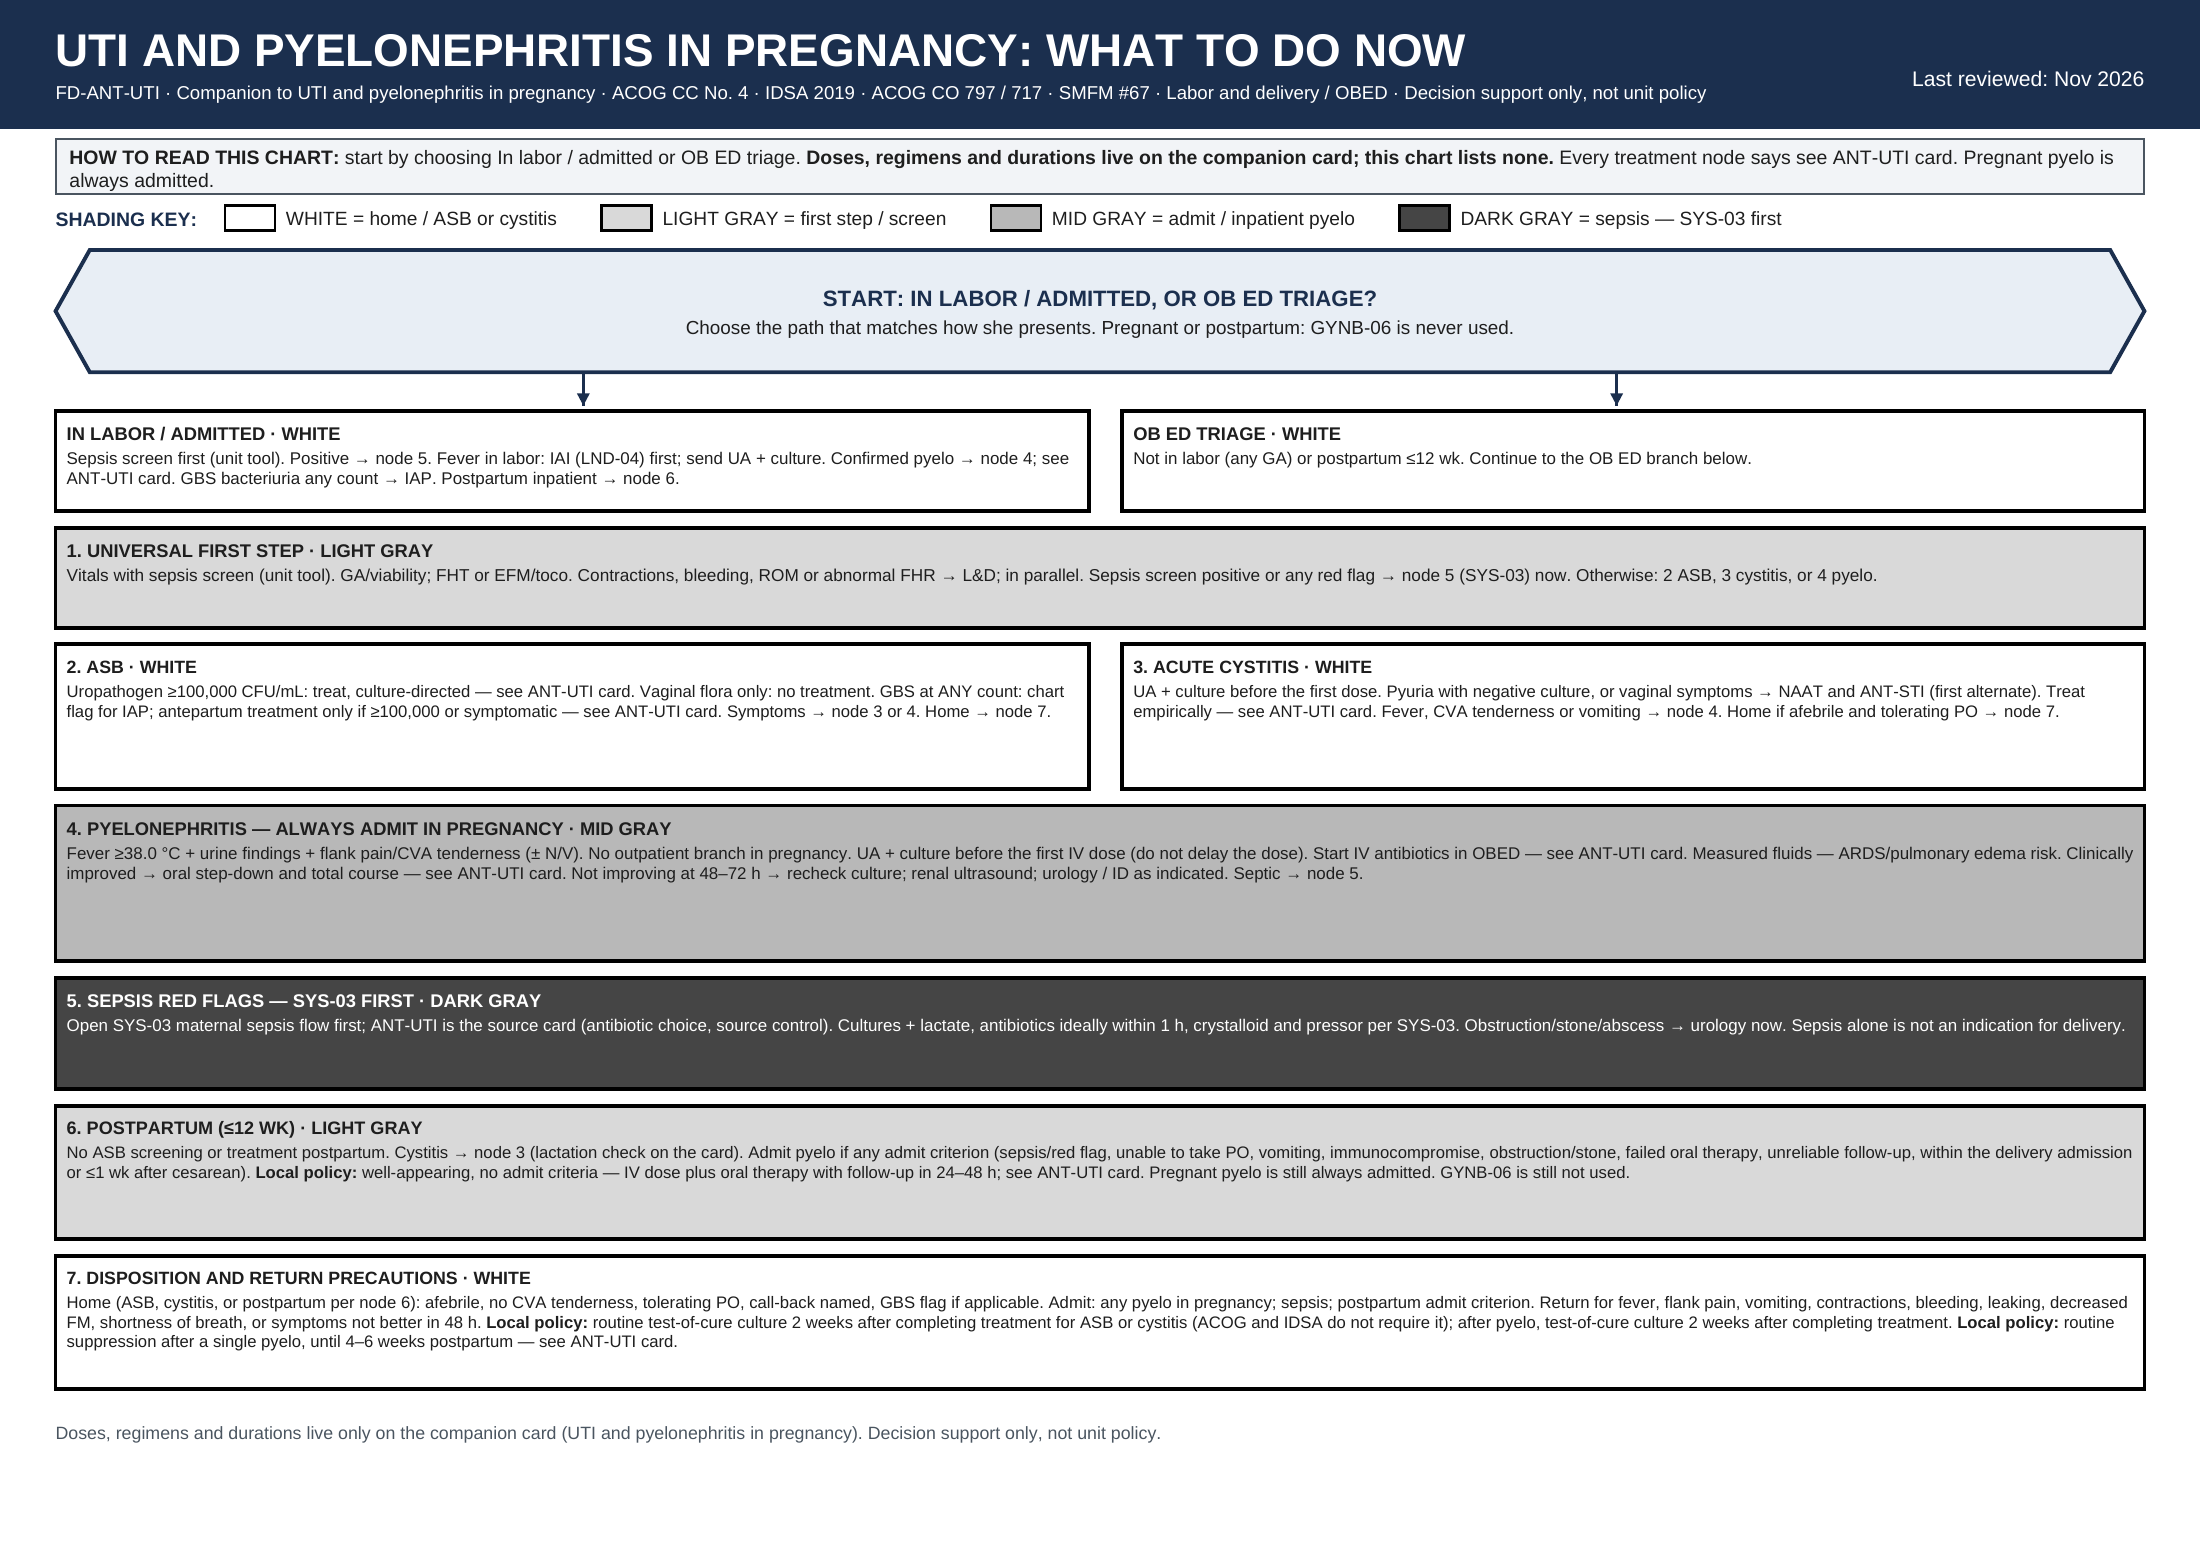 UTI AND PYELONEPHRITIS IN PREGNANCY: WHAT TO DO NOW
FD-ANT-UTI · Companion to UTI and pyelonephritis in pregnancy · ACOG CC No. 4 · IDSA 2019 · ACOG CO 797 / 717 · SMFM #67 · Labor and delivery / OBED · Decision support only, not unit policy
Last reviewed: Nov 2026
HOW TO READ THIS CHART: start by choosing In labor / admitted or OB ED triage. Doses, regimens and durations live on the companion card; this chart lists none. Every treatment node says see ANT-UTI card. Pregnant pyelo is
always admitted.
SHADING KEY: WHITE = home / ASB or cystitis LIGHT GRAY = first step / screen MID GRAY = admit / inpatient pyelo DARK GRAY = sepsis — SYS-03 first
START: IN LABOR / ADMITTED, OR OB ED TRIAGE?
Choose the path that matches how she presents. Pregnant or postpartum: GYNB-06 is never used.
IN LABOR / ADMITTED · WHITE
Sepsis screen first (unit tool). Positive → node 5. Fever in labor: IAI (LND-04) first; send UA + culture. Confirmed pyelo → node 4; see
ANT-UTI card. GBS bacteriuria any count → IAP. Postpartum inpatient → node 6.
OB ED TRIAGE · WHITE
Not in labor (any GA) or postpartum ≤12 wk. Continue to the OB ED branch below.
1. UNIVERSAL FIRST STEP · LIGHT GRAY
Vitals with sepsis screen (unit tool). GA/viability; FHT or EFM/toco. Contractions, bleeding, ROM or abnormal FHR → L&D; in parallel. Sepsis screen positive or any red flag → node 5 (SYS-03) now. Otherwise: 2 ASB, 3 cystitis, or 4 pyelo.
2. ASB · WHITE
Uropathogen ≥100,000 CFU/mL: treat, culture-directed — see ANT-UTI card. Vaginal flora only: no treatment. GBS at ANY count: chart
flag for IAP; antepartum treatment only if ≥100,000 or symptomatic — see ANT-UTI card. Symptoms → node 3 or 4. Home → node 7.
3. ACUTE CYSTITIS · WHITE
UA + culture before the first dose. Pyuria with negative culture, or vaginal symptoms → NAAT and ANT-STI (first alternate). Treat
empirically — see ANT-UTI card. Fever, CVA tenderness or vomiting → node 4. Home if afebrile and tolerating PO → node 7.
4. PYELONEPHRITIS — ALWAYS ADMIT IN PREGNANCY · MID GRAY
Fever ≥38.0 °C + urine findings + flank pain/CVA tenderness (± N/V). No outpatient branch in pregnancy. UA + culture before the first IV dose (do not delay the dose). Start IV antibiotics in OBED — see ANT-UTI card. Measured fluids — ARDS/pulmonary edema risk. Clinically
improved → oral step-down and total course — see ANT-UTI card. Not improving at 48–72 h → recheck culture; renal ultrasound; urology / ID as indicated. Septic → node 5.
5. SEPSIS RED FLAGS — SYS-03 FIRST · DARK GRAY
Open SYS-03 maternal sepsis flow first; ANT-UTI is the source card (antibiotic choice, source control). Cultures + lactate, antibiotics ideally within 1 h, crystalloid and pressor per SYS-03. Obstruction/stone/abscess → urology now. Sepsis alone is not an indication for delivery.
6. POSTPARTUM (≤12 WK) · LIGHT GRAY
No ASB screening or treatment postpartum. Cystitis → node 3 (lactation check on the card). Admit pyelo if any admit criterion (sepsis/red flag, unable to take PO, vomiting, immunocompromise, obstruction/stone, failed oral therapy, unreliable follow-up, within the delivery admission
or ≤1 wk after cesarean). Local policy: well-appearing, no admit criteria — IV dose plus oral therapy with follow-up in 24–48 h; see ANT-UTI card. Pregnant pyelo is still always admitted. GYNB-06 is still not used.
7. DISPOSITION AND RETURN PRECAUTIONS · WHITE
Home (ASB, cystitis, or postpartum per node 6): afebrile, no CVA tenderness, tolerating PO, call-back named, GBS flag if applicable. Admit: any pyelo in pregnancy; sepsis; postpartum admit criterion. Return for fever, flank pain, vomiting, contractions, bleeding, leaking, decreased
FM, shortness of breath, or symptoms not better in 48 h. Local policy: routine test-of-cure culture 2 weeks after completing treatment for ASB or cystitis (ACOG and IDSA do not require it); after pyelo, test-of-cure culture 2 weeks after completing treatment. Local policy: routine
suppression after a single pyelo, until 4–6 weeks postpartum — see ANT-UTI card.
Doses, regimens and durations live only on the companion card (UTI and pyelonephritis in pregnancy). Decision support only, not unit policy.